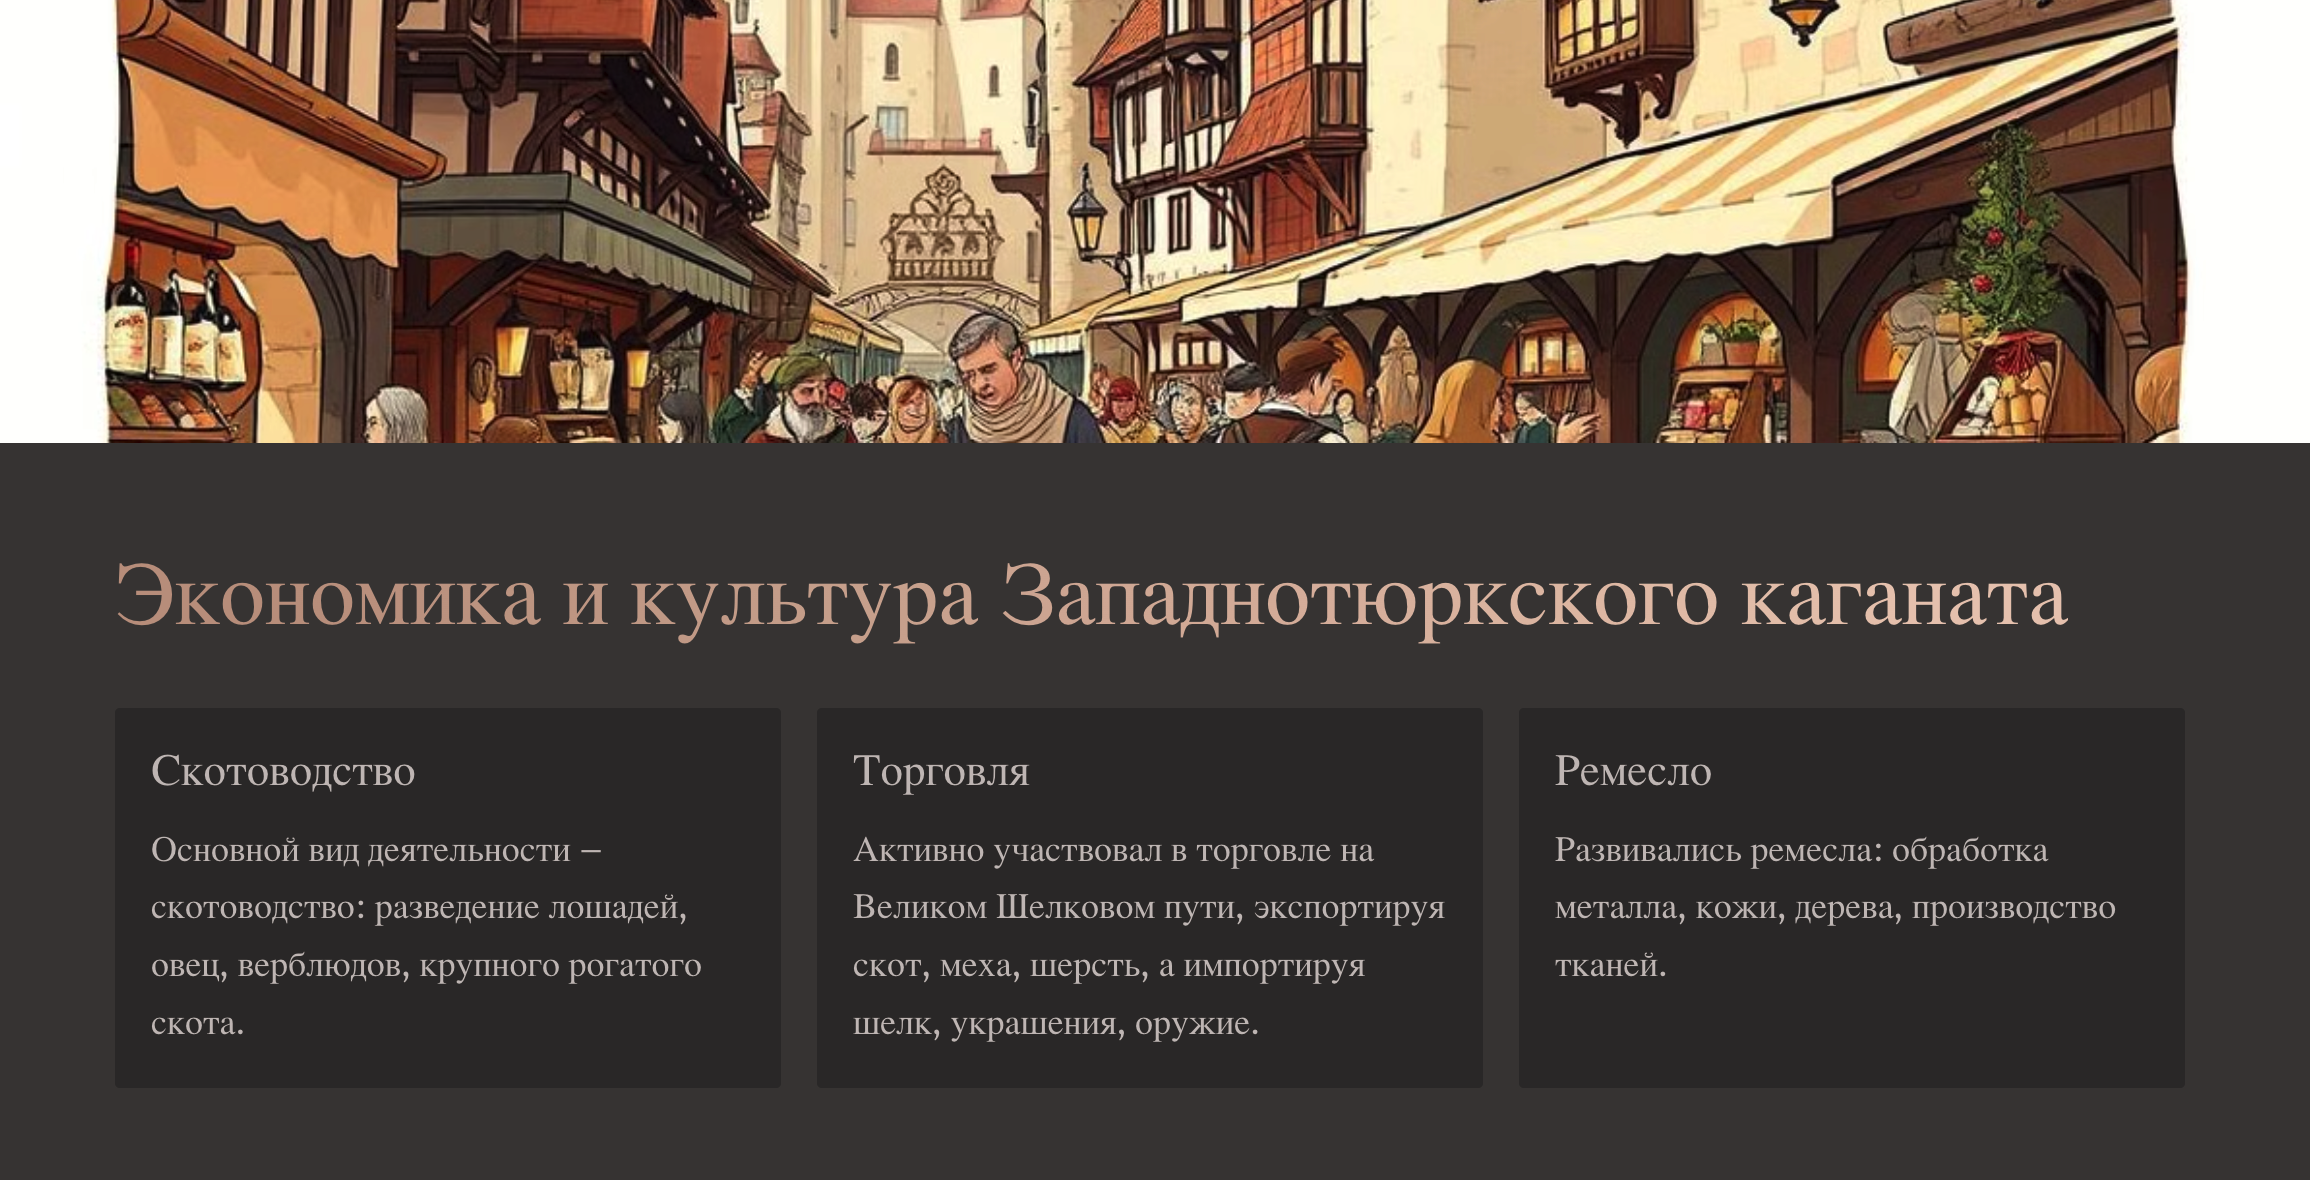 Экономика и культура Западнотюркского каганата
Скотоводство
Основной вид деятельности –
скотоводство: разведение лошадей,
овец, верблюдов, крупного рогатого
скота.
Торговля
Активно участвовал в торговле на
Великом Шелковом пути, экспортируя
скот, меха, шерсть, а импортируя
шелк, украшения, оружие.
Ремесло
Развивались ремесла: обработка
металла, кожи, дерева, производство
тканей.